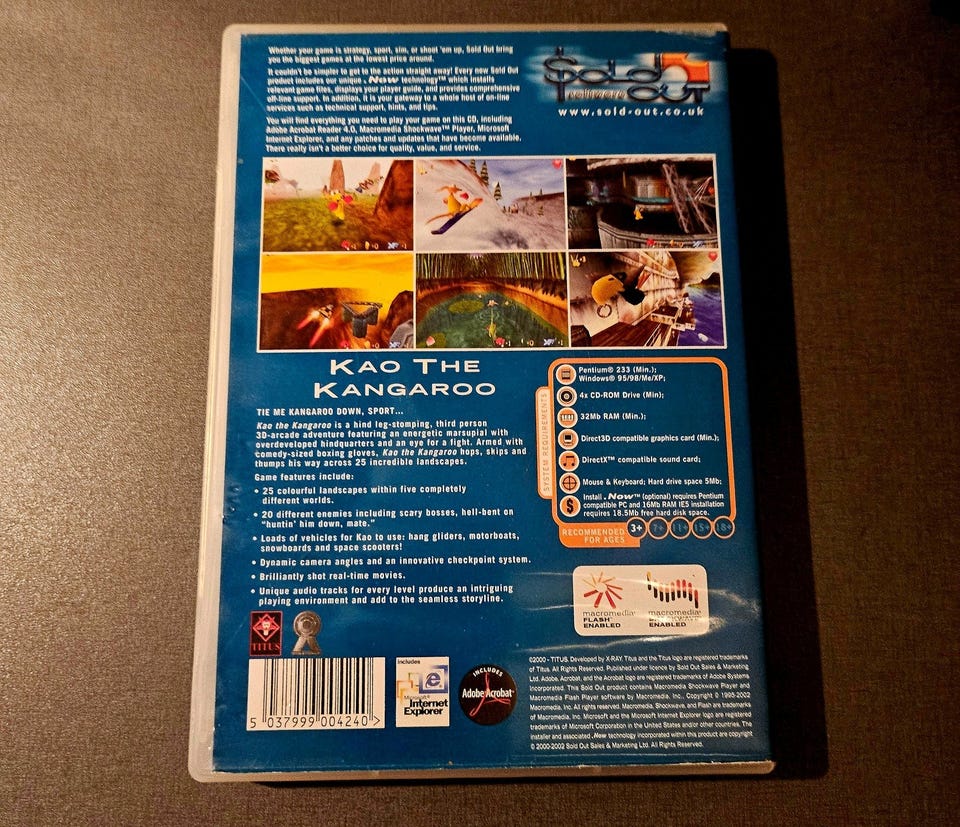 Whether your game is strategy, sport, sim, or shoot 'em up, Sold Out bring
you the biggest games at the lowest price around.
It couldn't be simpler to get to the action straight away! Every new Sold Out
product includes our unique .Now technology™ which installs
relevant game files, displays your player guide, and provides comprehensive
off-line support. In addition, it is your gateway to a whole host of on-line
services such as technical support, hints, and tips.
You will find everything you need to play your game on this CD, including
Adobe Acrobat Reader 4.0, Macromedia Shockwave™ Player, Microsoft
Internet Explorer, and any patches and updates that have become available.
There really isn't a better choice for quality, value, and service.
Sold
software
Out
www.sold-out.co.uk
KAO THE
KANGAROO
TIE ME KANGAROO DOWN, SPORT...
Kao the Kangaroo is a hind leg-stomping, third person
3D-arcade adventure featuring an energetic marsupial with
overdeveloped hindquarters and an eye for a fight. Armed with
comedy-sized boxing gloves, Kao the Kangaroo hops, skips and
thumps his way across 25 incredible landscapes.
Game features include:
• 25 colourful landscapes within five completely
different worlds.
• 20 different enemies including scary bosses, hell-bent on
"huntin' him down, mate."
• Loads of vehicles for Kao to use: hang gliders, motorboats,
snowboards and space scooters!
• Dynamic camera angles and an innovative checkpoint system.
• Brilliantly shot real-time movies.
• Unique audio tracks for every level produce an intriguing
playing environment and add to the seamless storyline.
SYSTEM REQUIREMENTS
Pentium® 233 (Min.);
Windows® 95/98/Me/XP;
4x CD-ROM Drive (Min);
32Mb RAM (Min.);
Direct3D compatible graphics card (Min.);
DirectX™ compatible sound card;
Mouse & Keyboard; Hard drive space 5Mb;
Install .Now™ (optional) requires Pentium
compatible PC and 16Mb RAM IE5 installation
requires 18.5Mb free hard disk space.
RECOMMENDED
FOR AGES
3+ 7+ 11+ 15+ 18+
macromedia®
FLASH™
ENABLED
macromedia®
SHOCKWAVE™
ENABLED
TITUS
5 037999 004240 >
includes
Microsoft®
Internet
Explorer
INCLUDES
Adobe Acrobat®
©2000 - TITUS. Developed by X-RAY. Titus and the Titus logo are registered trademarks
of Titus. All Rights Reserved. Published under licence by Sold Out Sales & Marketing
Ltd. Adobe, Acrobat, and the Acrobat logo are registered trademarks of Adobe Systems
Incorporated. This Sold Out product contains Macromedia Shockwave Player and
Macromedia Flash Player software by Macromedia, Inc., Copyright © 1995-2002
Macromedia, Inc. All rights reserved. Macromedia, Shockwave, and Flash are trademarks
of Macromedia, Inc. Microsoft and the Microsoft Internet Explorer logo are registered
trademarks of Microsoft Corporation in the United States and/or other countries. The
installer and associated .Now technology incorporated within this product are copyright
© 2000-2002 Sold Out Sales & Marketing Ltd. All Rights Reserved.